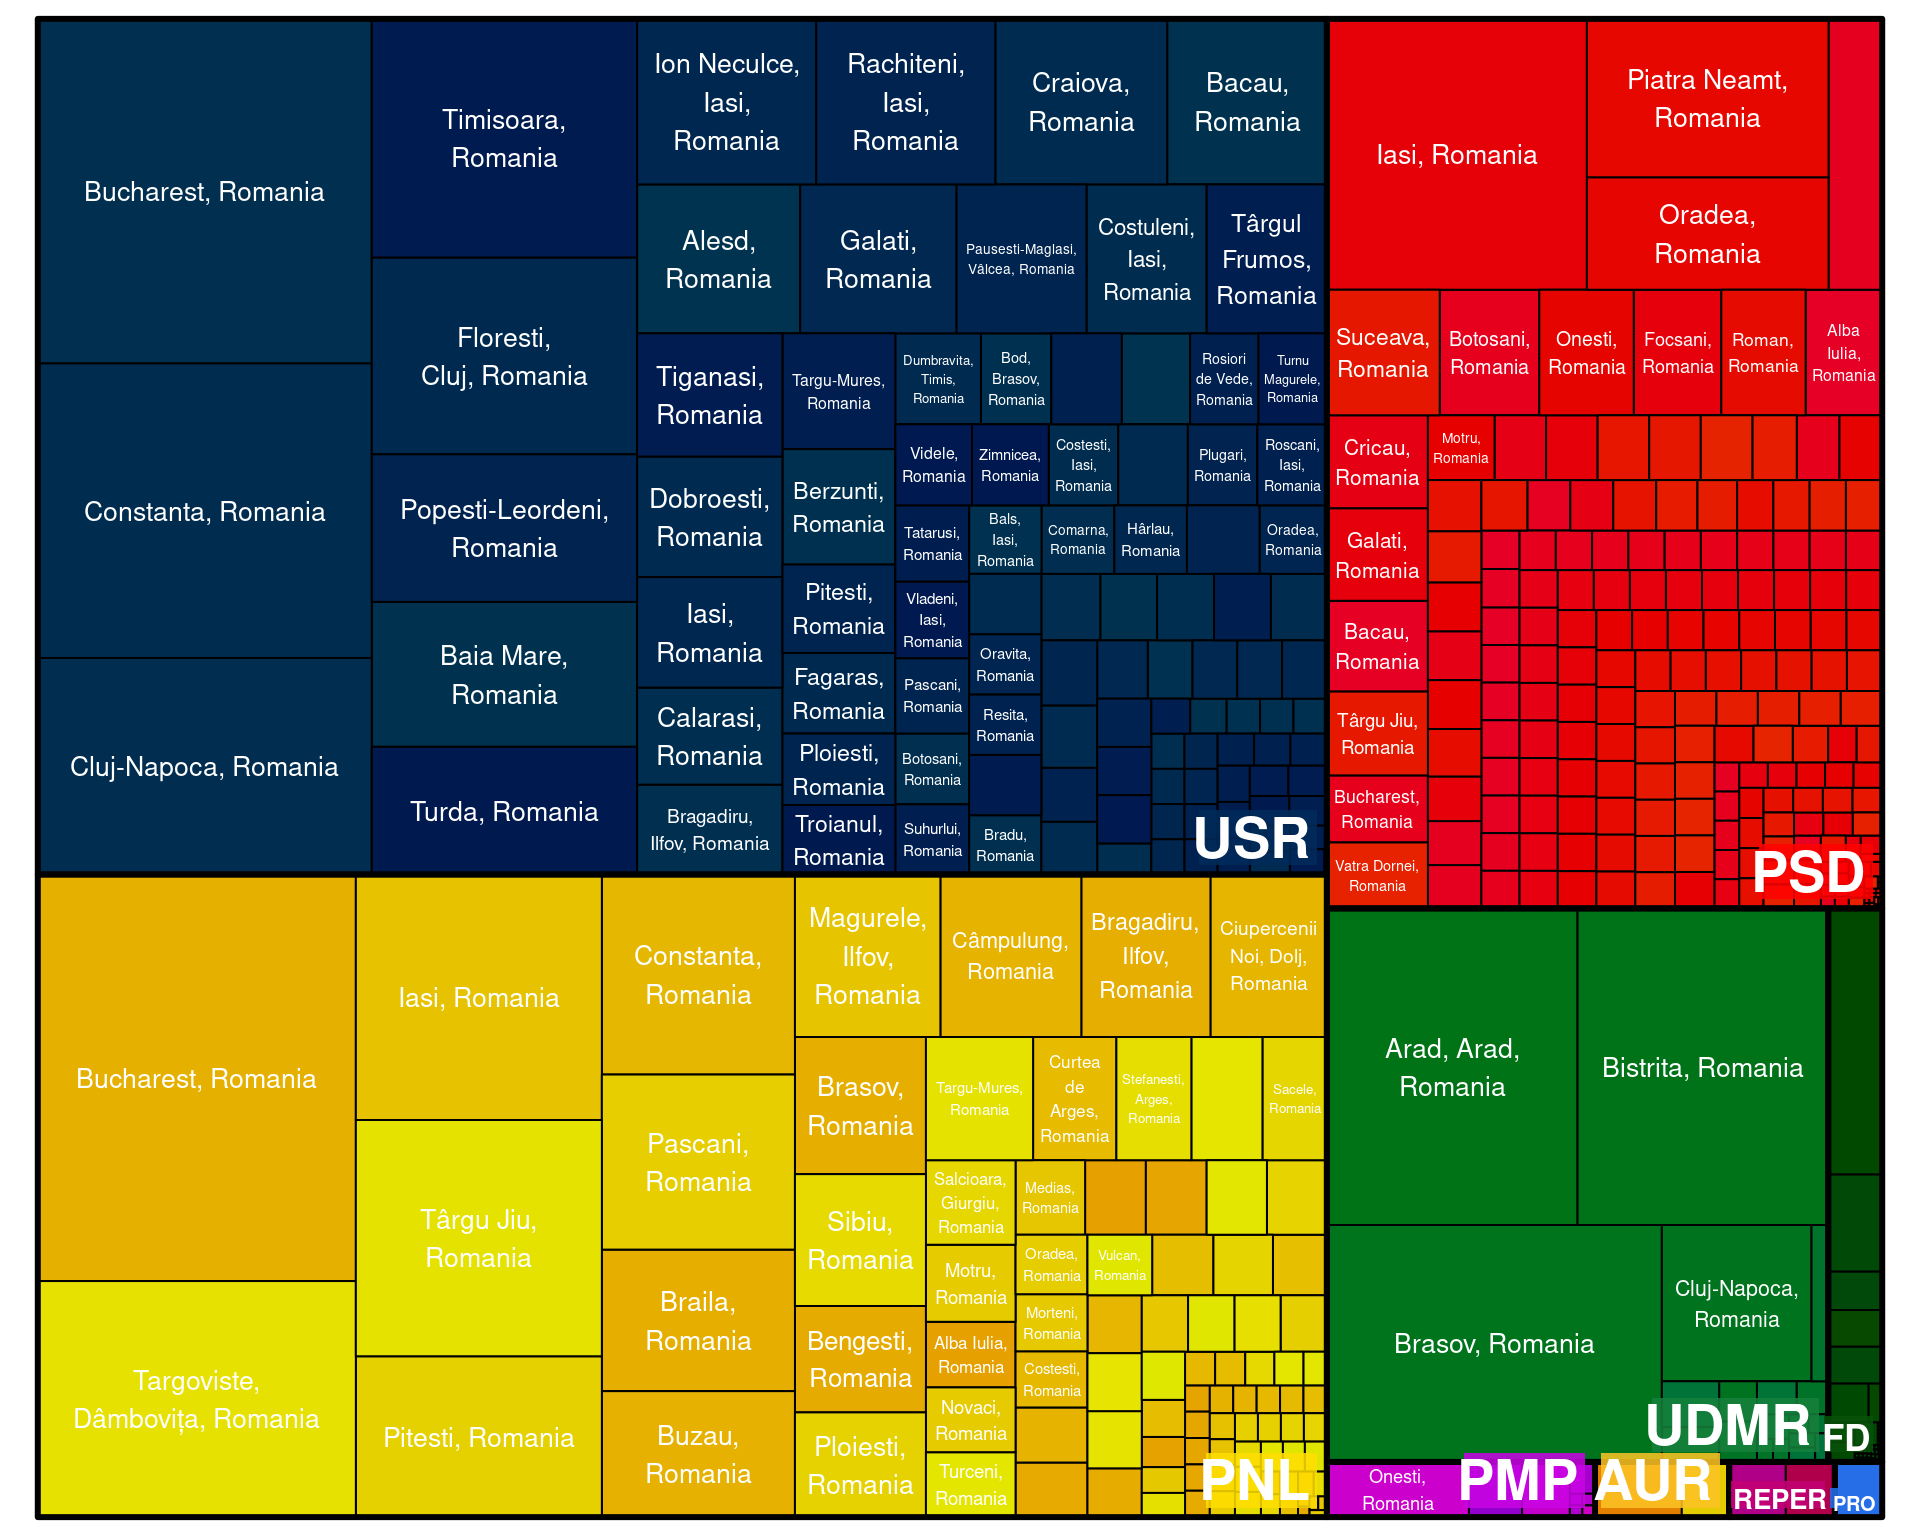 Bucharest, Romania
Constanta, Romania
Cluj-Napoca, Romania
Timisoara,
Romania
Floresti,
Cluj, Romania
Popesti-Leordeni,
Romania
Baia Mare,
Romania
Turda, Romania
Ion Neculce,
Iasi,
Romania
Rachiteni,
Iasi,
Romania
Craiova,
Romania
Bacau,
Romania
Alesd,
Romania
Galati,
Romania
Pausesti-Maglasi,
Vâlcea, Romania
Costuleni,
Iasi,
Romania
Târgul
Frumos,
Romania
Tiganasi,
Romania
Dobroesti,
Romania
Iasi,
Romania
Calarasi,
Romania
Bragadiru,
Ilfov, Romania
Targu-Mures,
Romania
Berzunti,
Romania
Pitesti,
Romania
Fagaras,
Romania
Ploiesti,
Romania
Troianul,
Romania
Dumbravita,
Timis,
Romania
Bod,
Brasov,
Romania
Rosiori
de Vede,
Romania
Turnu
Magurele,
Romania
Videle,
Romania
Zimnicea,
Romania
Costesti,
Iasi,
Romania
Plugari,
Romania
Roscani,
Iasi,
Romania
Tatarusi,
Romania
Bals,
Iasi,
Romania
Comarna,
Romania
Hârlau,
Romania
Oradea,
Romania
Vladeni,
Iasi,
Romania
Pascani,
Romania
Botosani,
Romania
Suhurlui,
Romania
Oravita,
Romania
Resita,
Romania
Bradu,
Romania
USR
Iasi, Romania
Piatra Neamt,
Romania
Oradea,
Romania
Suceava,
Romania
Botosani,
Romania
Onesti,
Romania
Focsani,
Romania
Roman,
Romania
Alba
Iulia,
Romania
Cricau,
Romania
Galati,
Romania
Bacau,
Romania
Târgu Jiu,
Romania
Bucharest,
Romania
Vatra Dornei,
Romania
Motru,
Romania
PSD
Bucharest, Romania
Targoviste,
Dâmbovița, Romania
Iasi, Romania
Târgu Jiu,
Romania
Pitesti, Romania
Constanta,
Romania
Pascani,
Romania
Braila,
Romania
Buzau,
Romania
Magurele,
Ilfov,
Romania
Câmpulung,
Romania
Bragadiru,
Ilfov,
Romania
Ciupercenii
Noi, Dolj,
Romania
Brasov,
Romania
Sibiu,
Romania
Bengesti,
Romania
Ploiesti,
Romania
Targu-Mures,
Romania
Curtea
de
Arges,
Romania
Stefanesti,
Arges,
Romania
Sacele,
Romania
Salcioara,
Giurgiu,
Romania
Motru,
Romania
Alba Iulia,
Romania
Novaci,
Romania
Turceni,
Romania
Medias,
Romania
Oradea,
Romania
Vulcan,
Romania
Morteni,
Romania
Costesti,
Romania
PNL
Arad, Arad,
Romania
Bistrita, Romania
Brasov, Romania
Cluj-Napoca,
Romania
UDMR
FD
Onesti,
Romania
PMP
AUR
REPER
PRO